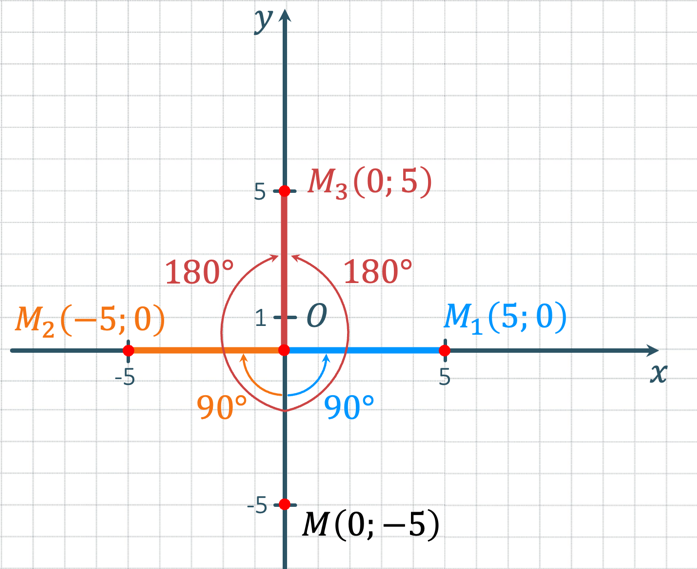 y
5
M₃(0; 5)
180°
180°
M₂(−5; 0)
1
O
M₁(5; 0)
-5
5
x
90°
90°
-5
M(0; −5)